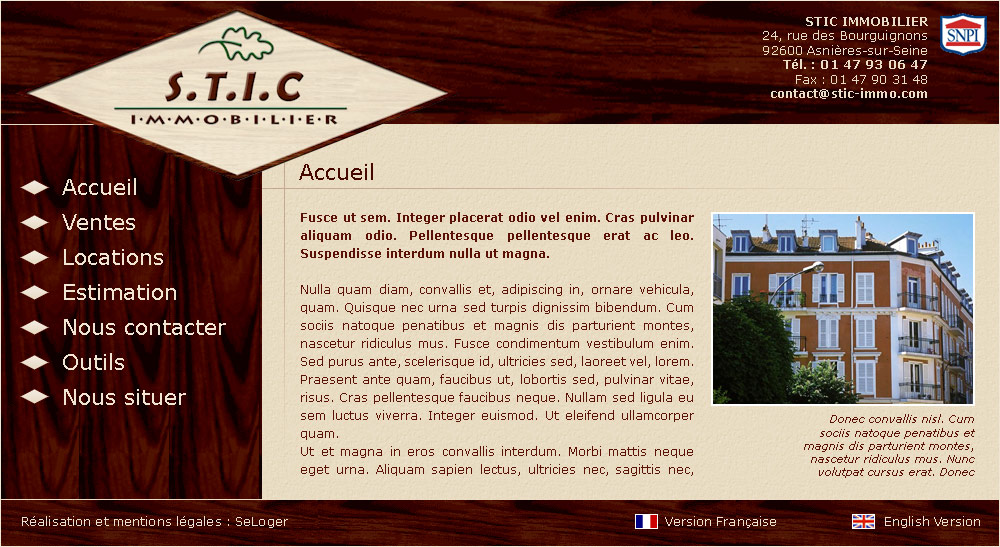 S.T.I.C
I·M·M·O·B·I·L·I·E·R
STIC IMMOBILIER
24, rue des Bourguignons
92600 Asnières-sur-Seine
Tél. : 01 47 93 06 47
Fax : 01 47 90 31 48
contact@stic-immo.com
SNPI
Accueil
Ventes
Locations
Estimation
Nous contacter
Outils
Nous situer
Accueil
Fusce ut sem. Integer placerat odio vel enim. Cras pulvinar
aliquam odio. Pellentesque pellentesque erat ac leo.
Suspendisse interdum nulla ut magna.
Nulla quam diam, convallis et, adipiscing in, ornare vehicula,
quam. Quisque nec urna sed turpis dignissim bibendum. Cum
sociis natoque penatibus et magnis dis parturient montes,
nascetur ridiculus mus. Fusce condimentum vestibulum enim.
Sed purus ante, scelerisque id, ultricies sed, laoreet vel, lorem.
Praesent ante quam, faucibus ut, lobortis sed, pulvinar vitae,
risus. Cras pellentesque faucibus neque. Nullam sed ligula eu
sem luctus viverra. Integer euismod. Ut eleifend ullamcorper
quam.
Ut et magna in eros convallis interdum. Morbi mattis neque
eget urna. Aliquam sapien lectus, ultricies nec, sagittis nec,
Donec convallis nisl. Cum
sociis natoque penatibus et
magnis dis parturient montes,
nascetur ridiculus mus. Nunc
volutpat cursus erat. Donec
Réalisation et mentions légales : SeLoger
Version Française
English Version